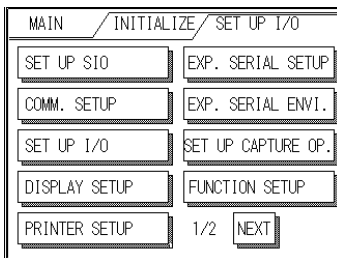 MAIN / INITIALIZE / SET UP I/O
SET UP SIO
EXP. SERIAL SETUP
COMM. SETUP
EXP. SERIAL ENVI.
SET UP I/O
SET UP CAPTURE OP.
DISPLAY SETUP
FUNCTION SETUP
PRINTER SETUP
1/2 NEXT